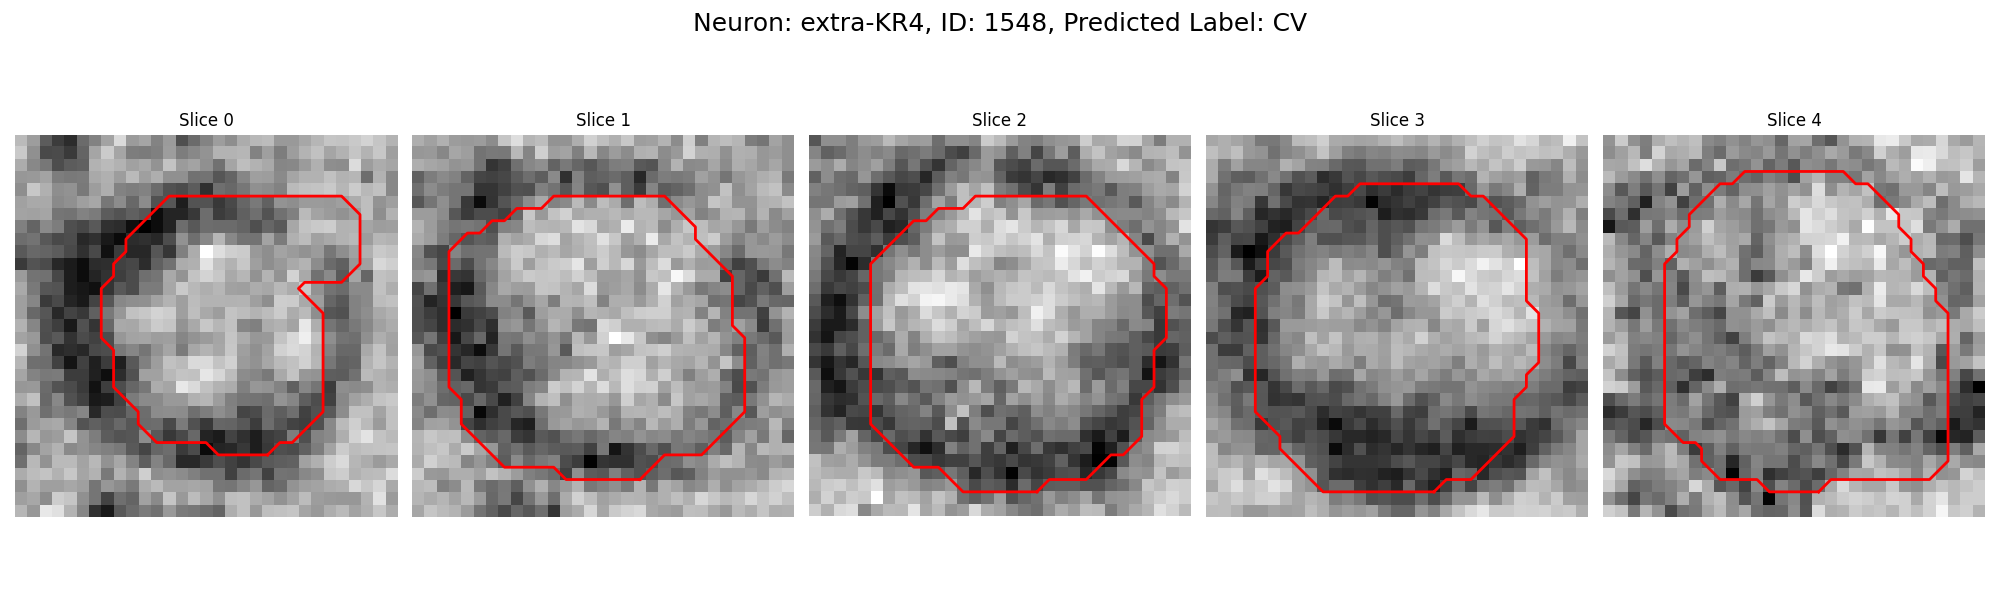 Neuron: extra-KR4, ID: 1548, Predicted Label: CV
Slice 0
Slice 1
Slice 2
Slice 3
Slice 4